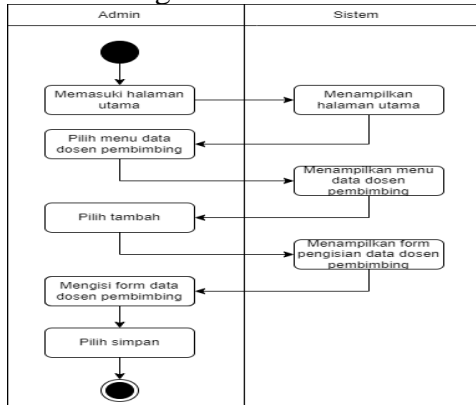 Admin
Sistem
Memasuki halaman
utama
Menampilkan
halaman utama
Pilih menu data
dosen pembimbing
Menampilkan menu
data dosen
pembimbing
Pilih tambah
Menampilkan form
pengisian data dosen
pembimbing
Mengisi form data
dosen pembimbing
Pilih simpan